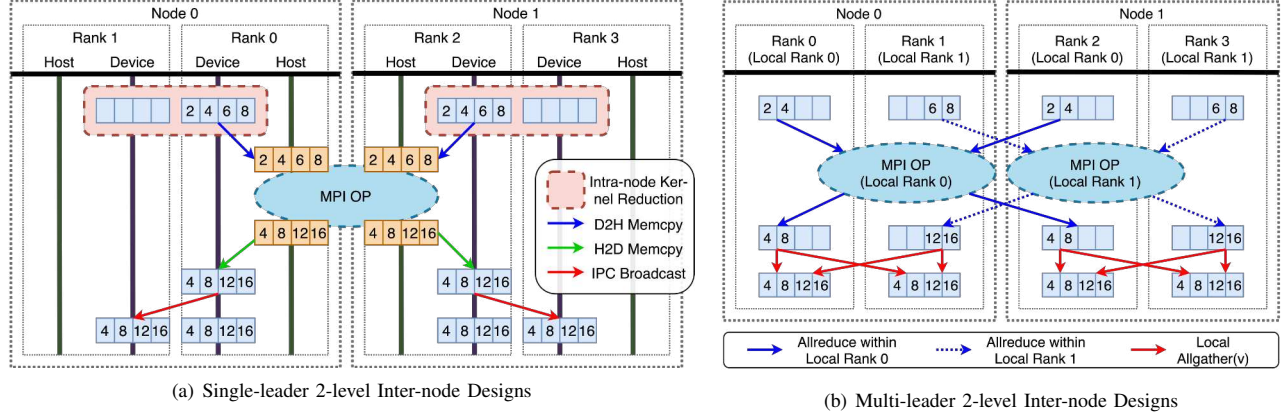 Node 0
Node 1
Rank 1
Rank 0
Rank 2
Rank 3
Host
Device
Device
Host
Host
Device
Device
Host
2 4 6 8
2 4 6 8
2 4 6 8
2 4 6 8
MPI OP
4 8 12 16
4 8 12 16
4 8 12 16
4 8 12 16
4 8 12 16
4 8 12 16
4 8 12 16
4 8 12 16
Intra-node Ker-
nel Reduction
D2H Memcpy
H2D Memcpy
IPC Broadcast
(a) Single-leader 2-level Inter-node Designs
Node 0
Node 1
Rank 0
(Local Rank 0)
Rank 1
(Local Rank 1)
Rank 2
(Local Rank 0)
Rank 3
(Local Rank 1)
2 4
6 8
2 4
6 8
MPI OP
(Local Rank 0)
MPI OP
(Local Rank 1)
4 8
12 16
4 8
12 16
4 8 12 16
4 8 12 16
4 8 12 16
4 8 12 16
Allreduce within
Local Rank 0
Allreduce within
Local Rank 1
Local
Allgather(v)
(b) Multi-leader 2-level Inter-node Designs